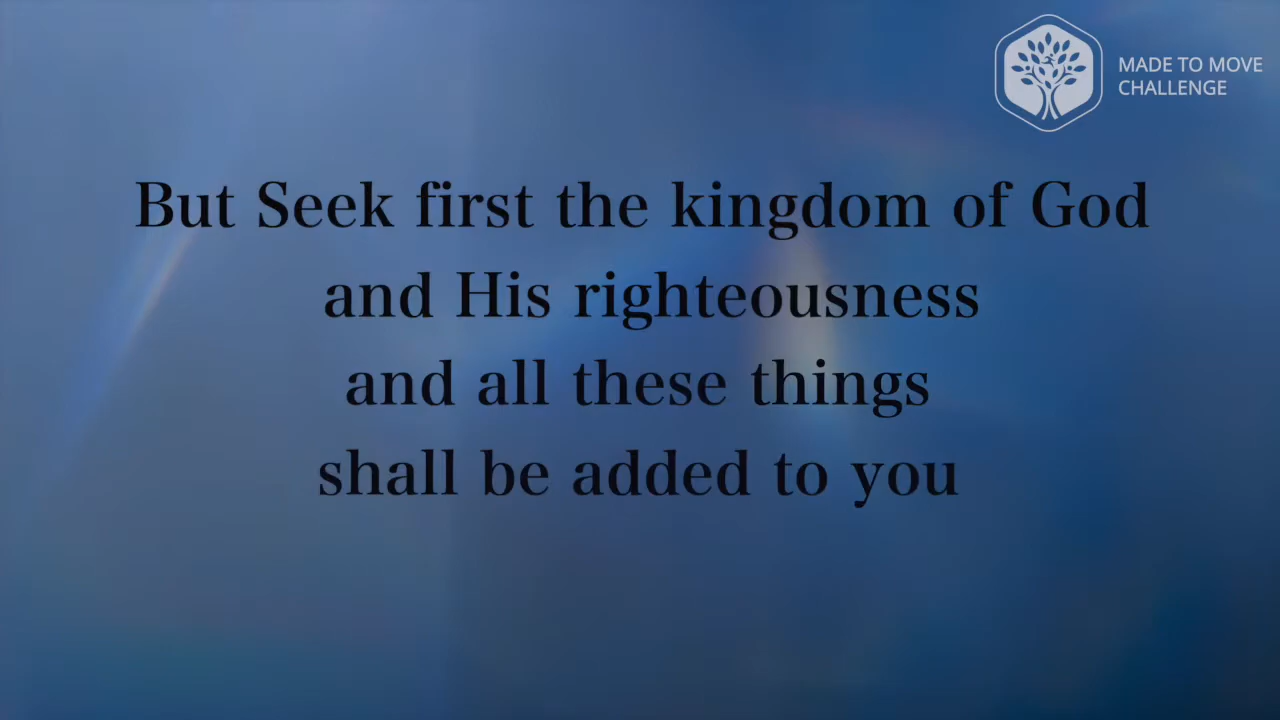 MADE TO MOVE
CHALLENGE
But Seek first the kingdom of God
and His righteousness
and all these things
shall be added to you